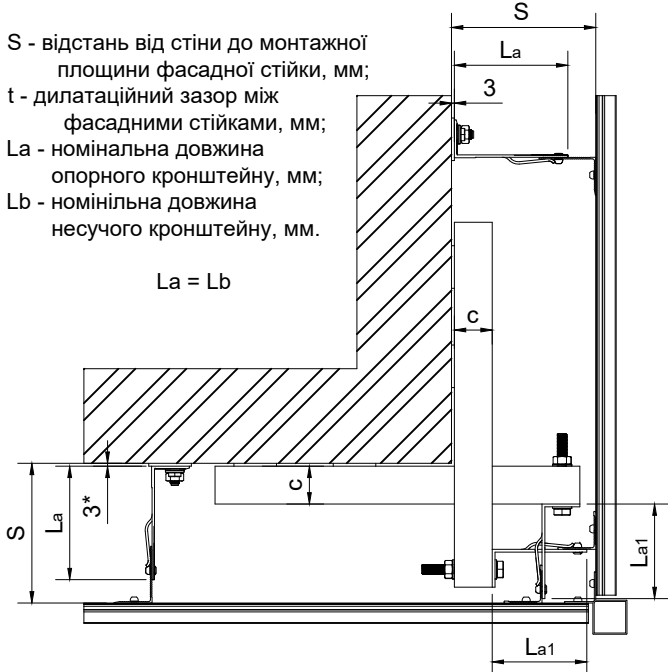 S - відстань від стіни до монтажної
площини фасадної стійки, мм;
t - дилатаційний зазор між
фасадними стійками, мм;
La - номінальна довжина
опорного кронштейну, мм;
Lb - номінільна довжина
несучого кронштейну, мм.
La = Lb
S
La
3
c
c
3*
La
S
La1
La1